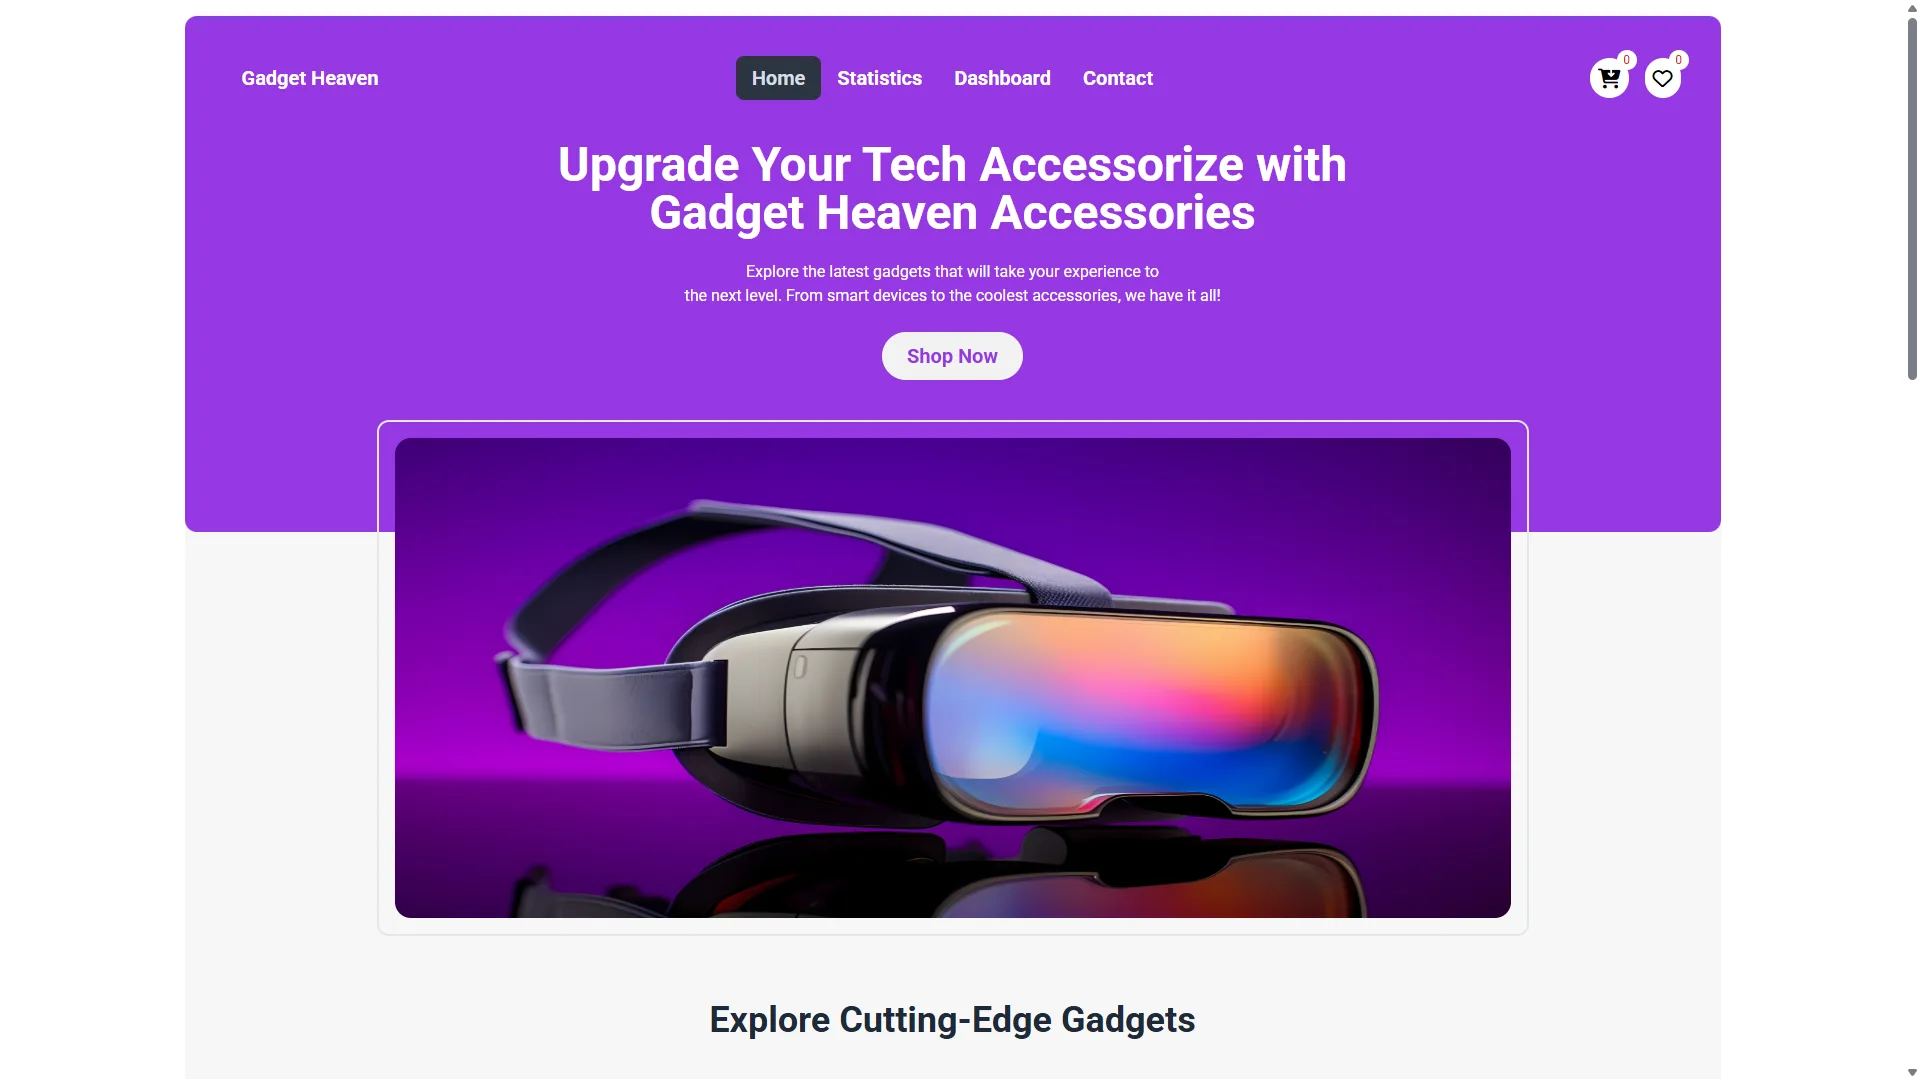 Gadget Heaven
Home
Statistics
Dashboard
Contact
0
0
Upgrade Your Tech Accessorize with
Gadget Heaven Accessories
Explore the latest gadgets that will take your experience to
the next level. From smart devices to the coolest accessories, we have it all!
Shop Now
Explore Cutting-Edge Gadgets